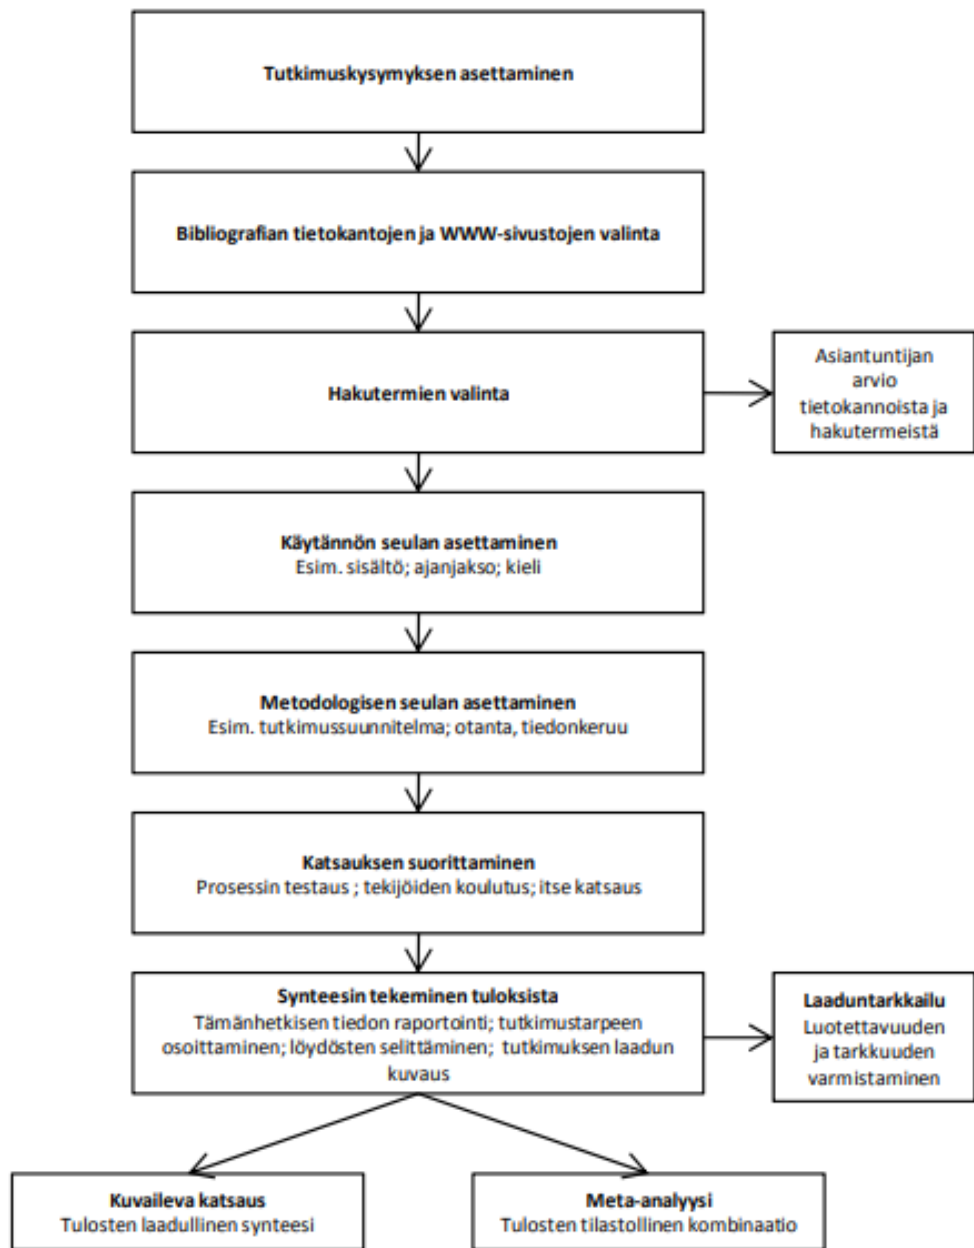 Tutkimuskysymyksen asettaminen
Bibliografian tietokantojen ja WWW-sivustojen valinta
Hakutermien valinta
Asiantuntijan
arvio
tietokannoista ja
hakutermeistä
Käytännön seulan asettaminen
Esim. sisältö; ajanjakso; kieli
Metodologisen seulan asettaminen
Esim. tutkimussuunnitelma; otanta, tiedonkeruu
Katsauksen suorittaminen
Prosessin testaus ; tekijöiden koulutus; itse katsaus
Synteesin tekeminen tuloksista
Tämänhetkisen tiedon raportointi; tutkimustarpeen
osoittaminen; löydösten selittäminen; tutkimuksen laadun
kuvaus
Laaduntarkkailu
Luotettavuuden
ja tarkkuuden
varmistaminen
Kuvaileva katsaus
Tulosten laadullinen synteesi
Meta-analyysi
Tulosten tilastollinen kombinaatio